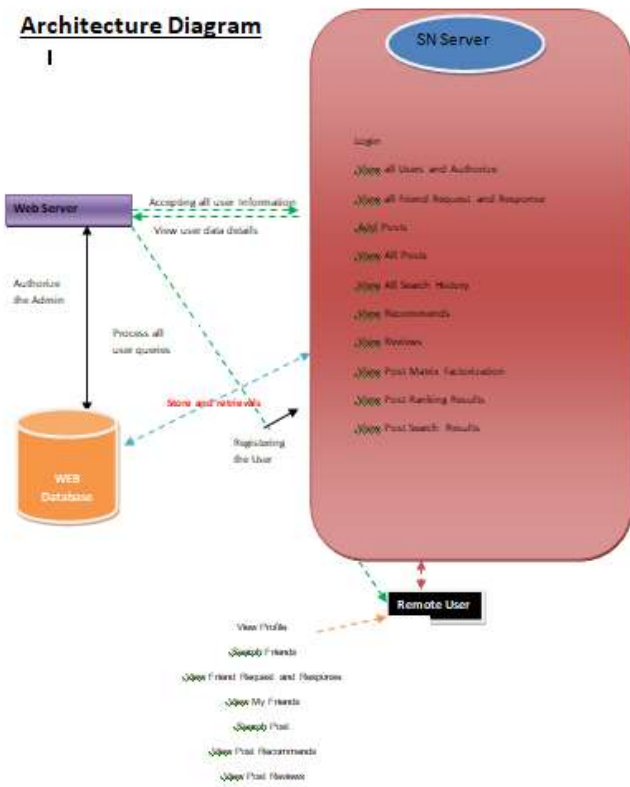 Architecture Diagram
SN Server
Login
View all Users and Authorize
View all Friend Request and Response
Add Posts
View All Posts
View All Search History
View Recommends
View Reviews
View Post Matrix Factorization
View Post Ranking Results
View Post Search Results
Web Server
Accepting all user Information
View user data details
Authorize
the Admin
Process all
user queries
Store and retrievals
Registering
the User
WEB
Database
Remote User
View Profile
Search Friends
View Friend Request and Response
View My Friends
Search Post
View Post Recommends
View Post Reviews